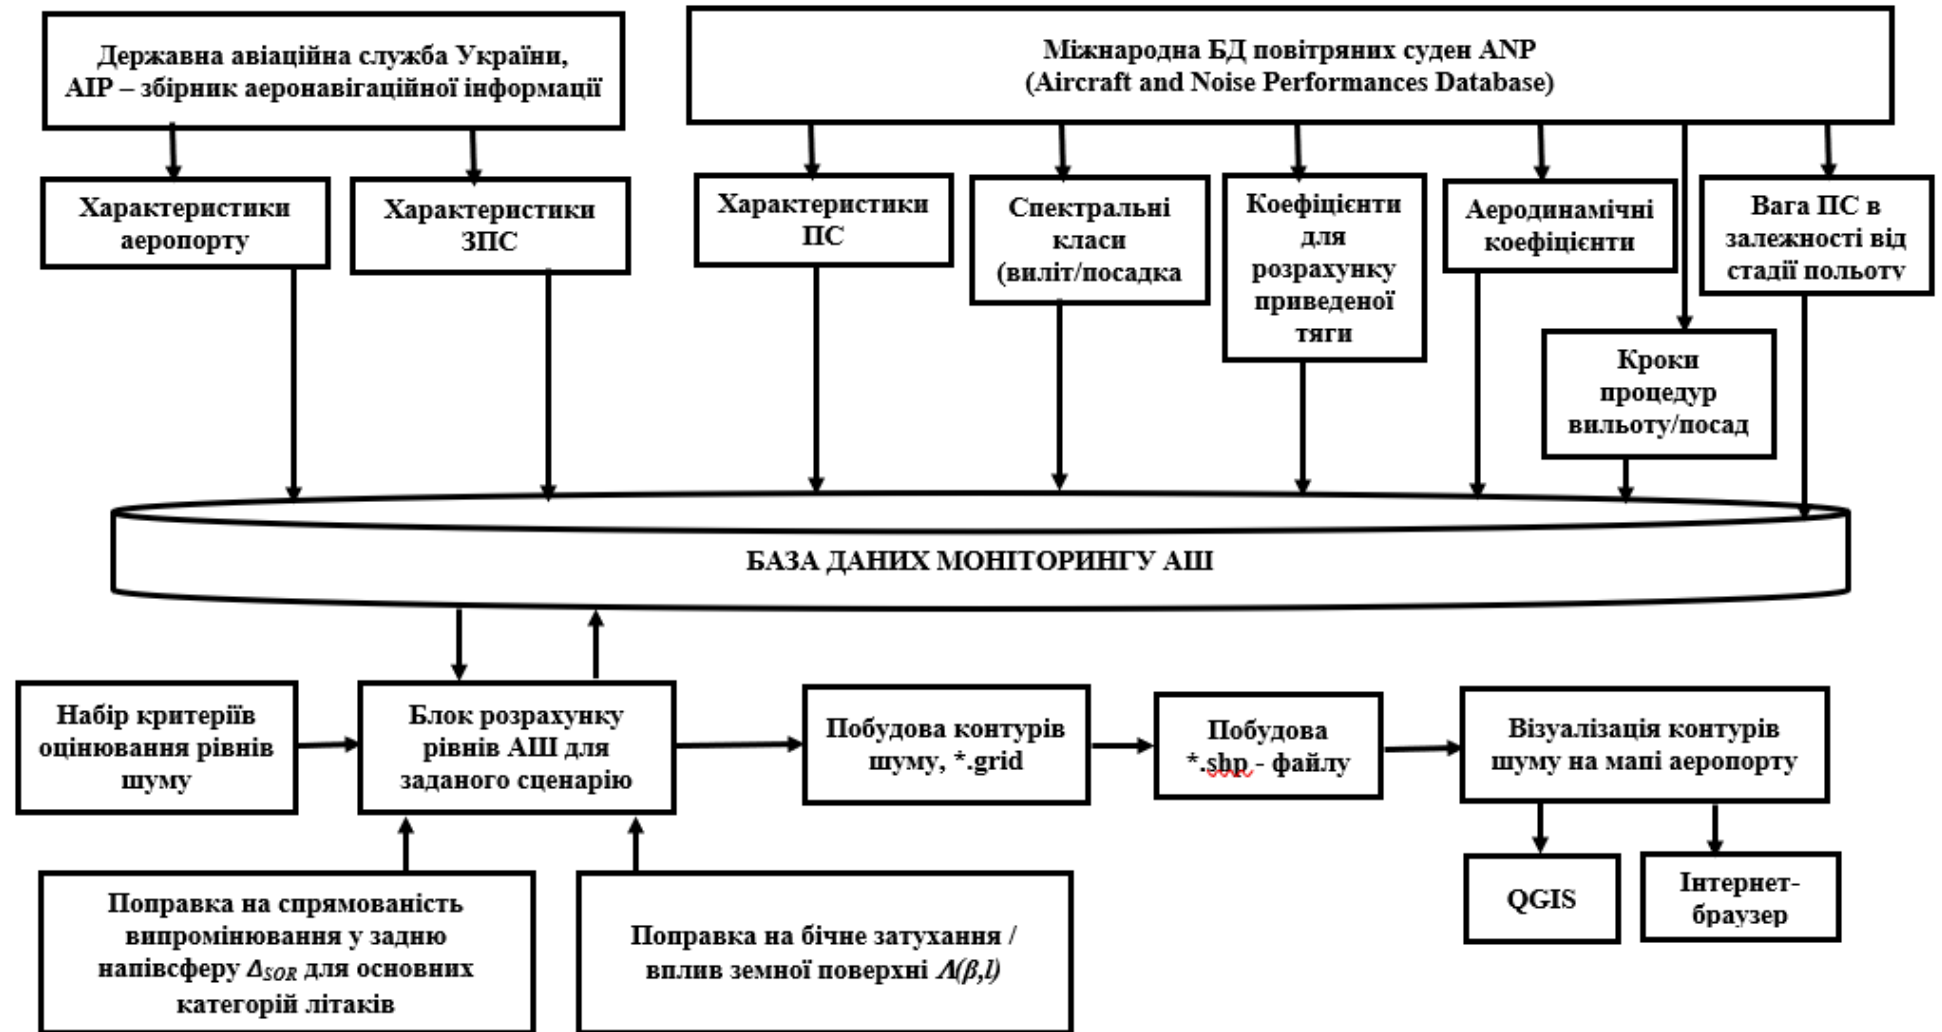 Державна авіаційна служба України,
АІР – збірник аеронавігаційної інформації
Міжнародна БД повітряних суден ANP
(Aircraft and Noise Performances Database)
Характеристики
аеропорту
Характеристики
ЗПС
Характеристики
ПС
Спектральні
класи
(виліт/посадка
Коефіцієнти
для
розрахунку
приведеної
тяги
Аеродинамічні
коефіцієнти
Вага ПС в
залежності від
стадії польоту
Кроки
процедур
вильоту/посад
БАЗА ДАНИХ МОНІТОРИНГУ АШ
Набір критеріїв
оцінювання рівнів
шуму
Блок розрахунку
рівнів АШ для
заданого сценарію
Побудова контурів
шуму, *.grid
Побудова
*.shp - файлу
Візуалізація контурів
шуму на мапі аеропорту
Поправка на спрямованість
випромінювання у задню
напівсферу Δ_SOR для основних
категорій літаків
Поправка на бічне затухання /
вплив земної поверхні Λ(β,l)
QGIS
Інтернет-
браузер